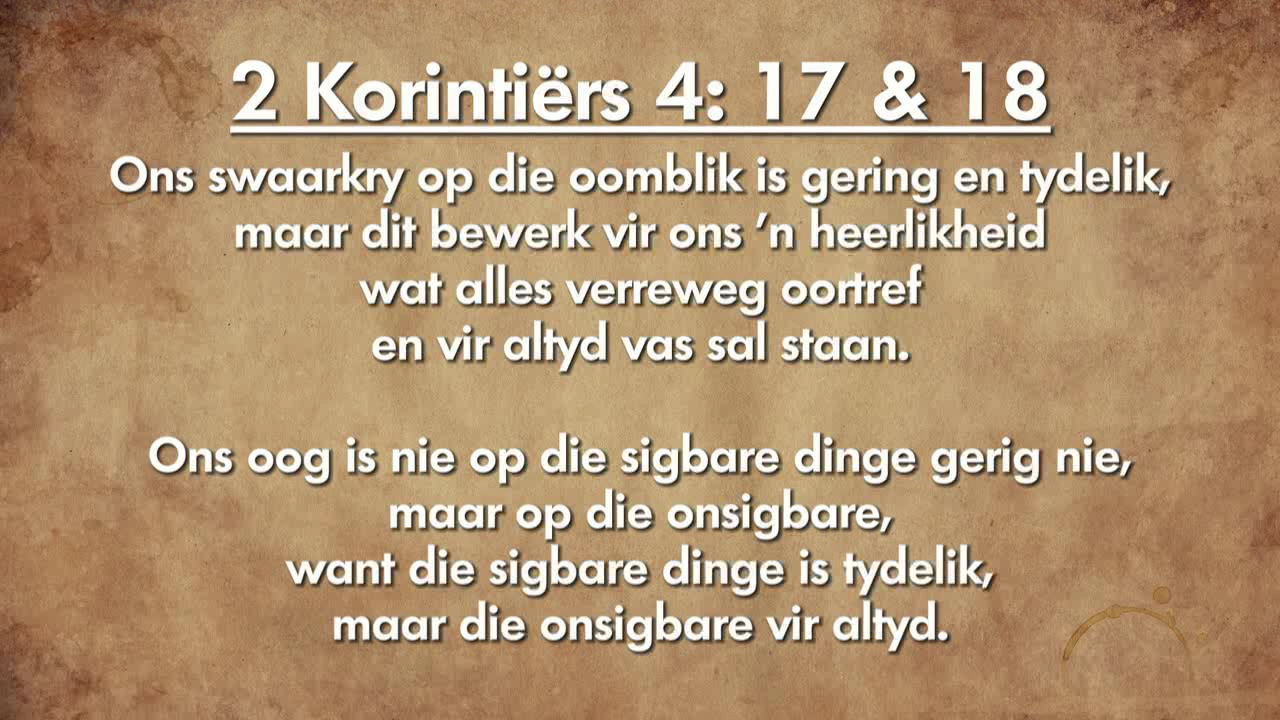 2 Korintiërs 4: 17 & 18
Ons swaarkry op die oomblik is gering en tydelik,
maar dit bewerk vir ons ’n heerlikheid
wat alles verreweg oortref
en vir altyd vas sal staan.
Ons oog is nie op die sigbare dinge gerig nie,
maar op die onsigbare,
want die sigbare dinge is tydelik,
maar die onsigbare vir altyd.